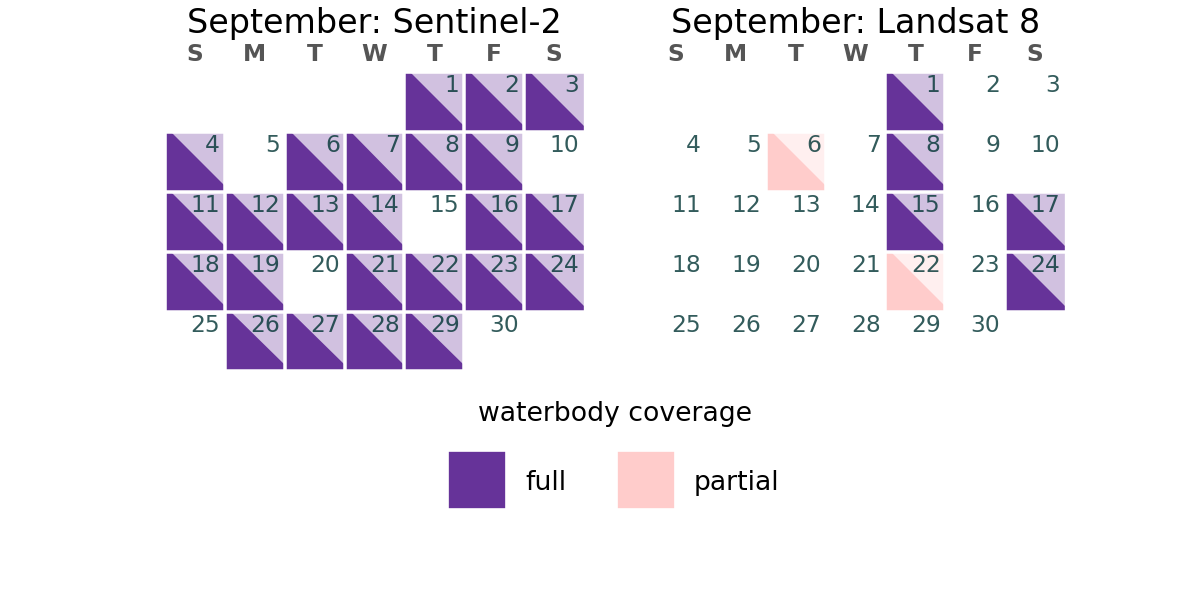 September: Sentinel-2
S M T W T F S
1 2 3
4 5 6 7 8 9 10
11 12 13 14 15 16 17
18 19 20 21 22 23 24
25 26 27 28 29 30
September: Landsat 8
S M T W T F S
1 2 3
4 5 6 7 8 9 10
11 12 13 14 15 16 17
18 19 20 21 22 23 24
25 26 27 28 29 30
waterbody coverage
full partial